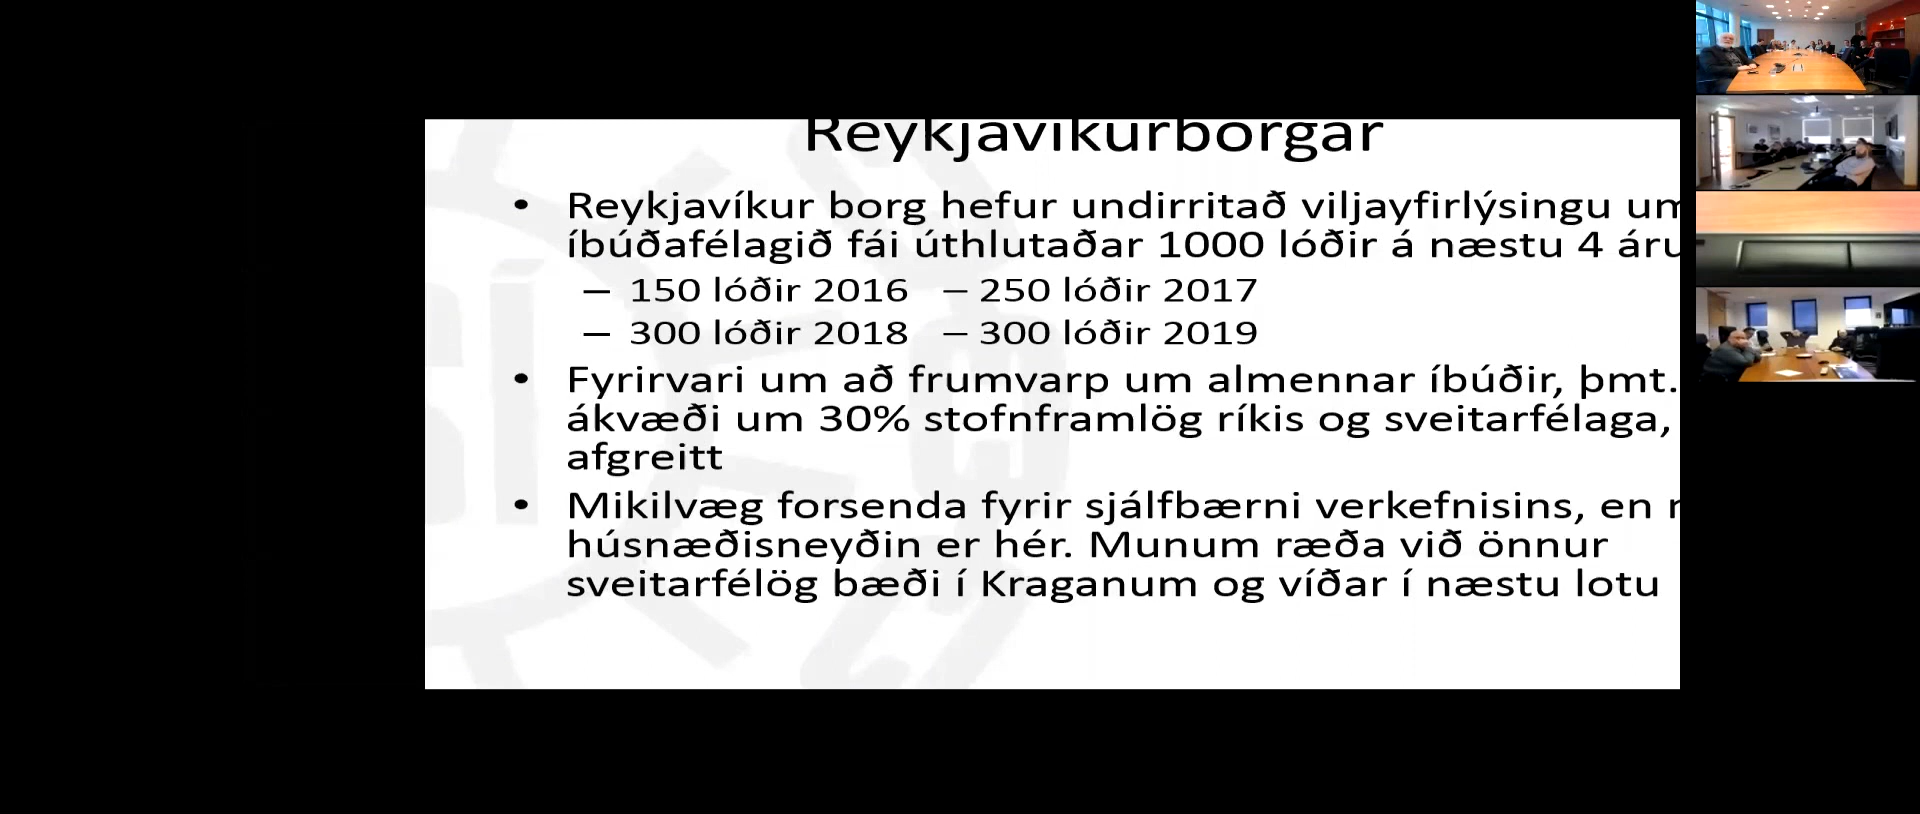 Reykjavíkurborgar
• Reykjavíkur borg hefur undirritað viljayfirlýsingu um
íbúðafélagið fái úthlutaðar 1000 lóðir á næstu 4
– 150 lóðir 2016 – 250 lóðir 2017
– 300 lóðir 2018 – 300 lóðir 2019
• Fyrirvari um að frumvarp um almennar íbúðir, þmt.
ákvæði um 30% stofnframlög ríkis og sveitarfélaga,
afgreitt
• Mikilvæg forsenda fyrir sjálfbærni verkefnisins, en
húsnæðisneyðin er hér. Munum ræða við önnur
sveitarfélög bæði í Kraganum og víðar í næstu lotu